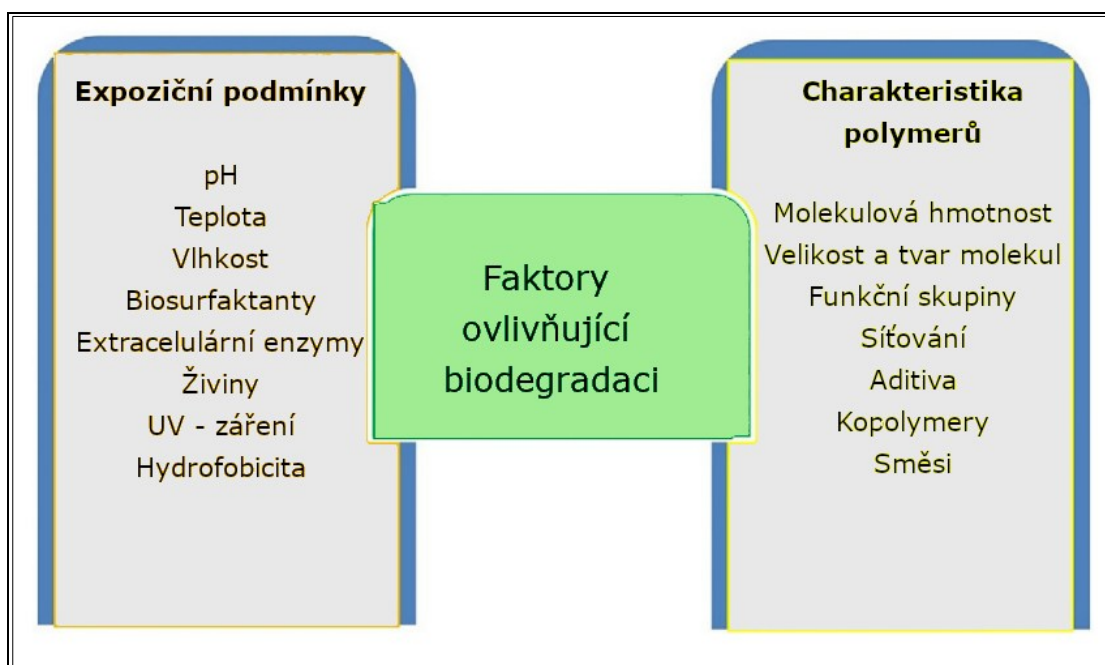 Expoziční podmínky
pH
Teplota
Vlhkost
Biosurfaktanty
Extracelulární enzymy
Živiny
UV - záření
Hydrofobicita
Faktory
ovlivňující
biodegradaci
Charakteristika
polymerů
Molekulová hmotnost
Velikost a tvar molekul
Funkční skupiny
Síťování
Aditiva
Kopolymery
Směsi